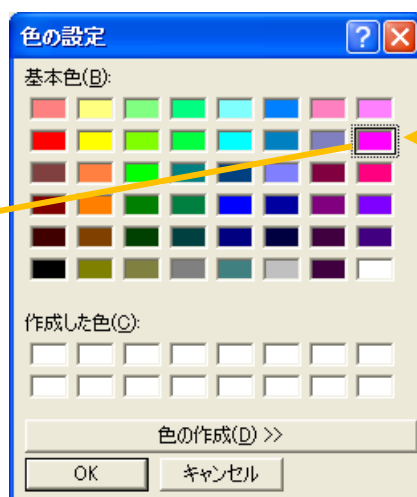 色の設定
基本色(B):
作成した色(C):
色の作成(D) >>
OK
キャンセル